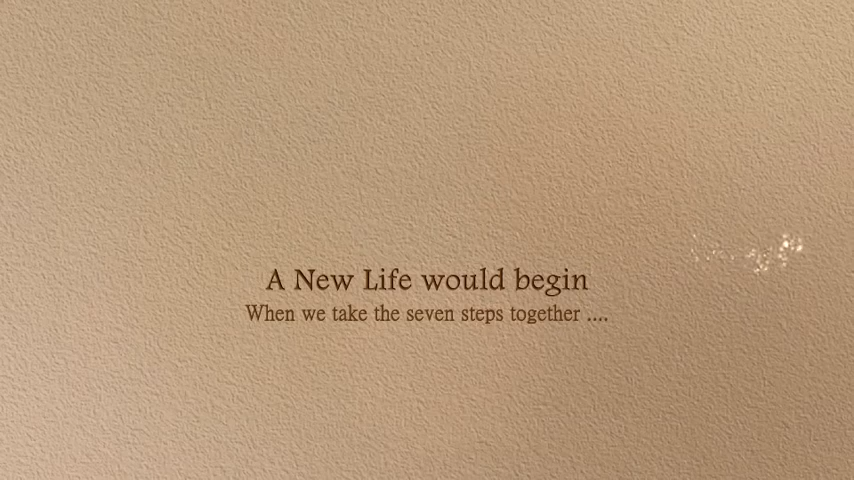 A New Life would begin
When we take the seven steps together ....